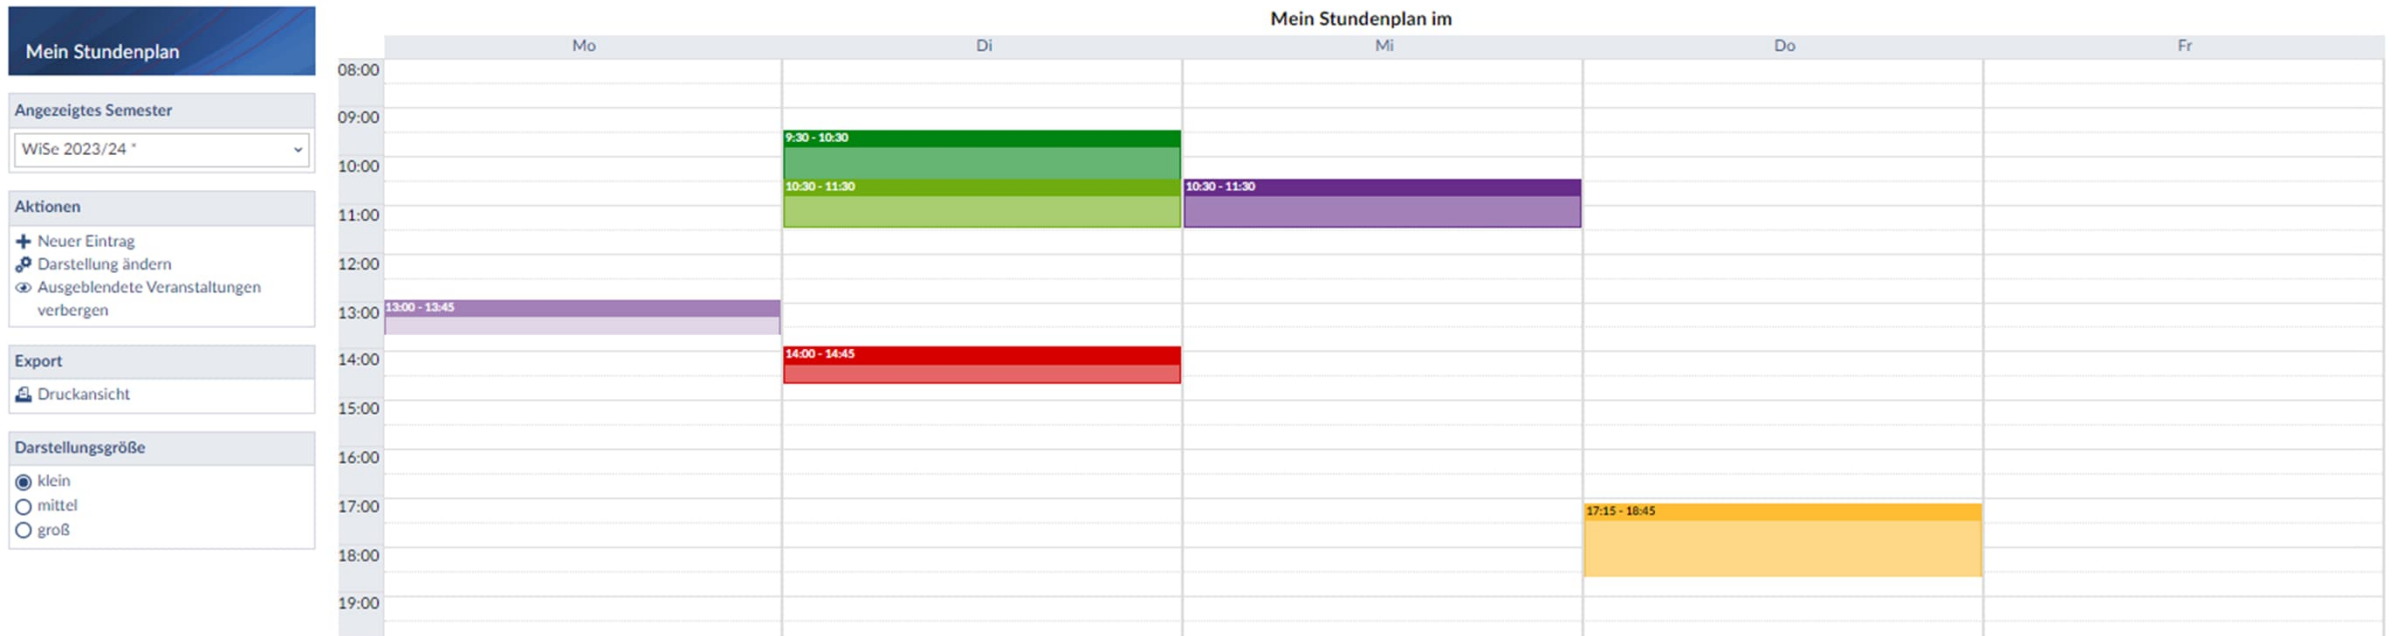 Mein Stundenplan
Angezeigtes Semester
WiSe 2023/24 *
Aktionen
Neuer Eintrag
Darstellung ändern
Ausgeblendete Veranstaltungen
verbergen
Export
Druckansicht
Darstellungsgröße
klein
mittel
groß
Mein Stundenplan im
Mo Di Mi Do Fr
08:00
09:00
9:30 - 10:30
10:00
10:30 - 11:30 10:30 - 11:30
11:00
12:00
13:00 13:00 - 13:45
14:00 14:00 - 14:45
15:00
16:00
17:00 17:15 - 18:45
18:00
19:00